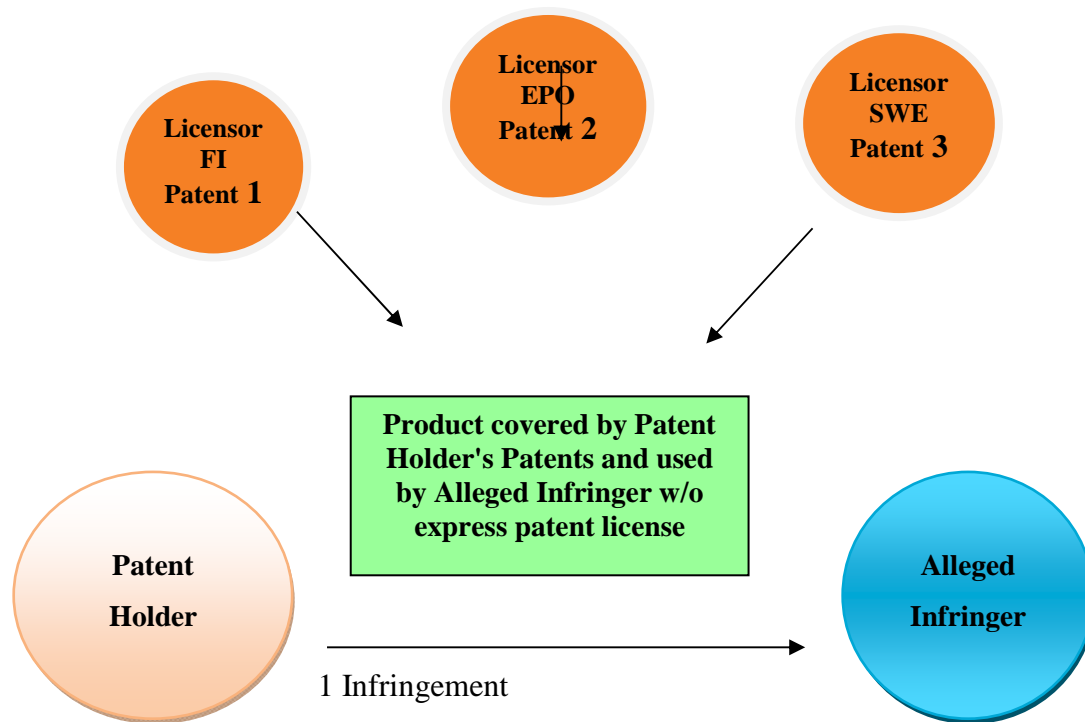 Licensor
FI
Patent 1
Licensor
EPO
Patent 2
Licensor
SWE
Patent 3
Product covered by Patent
Holder's Patents and used
by Alleged Infringer w/o
express patent license
Patent
Holder
Alleged
Infringer
1 Infringement